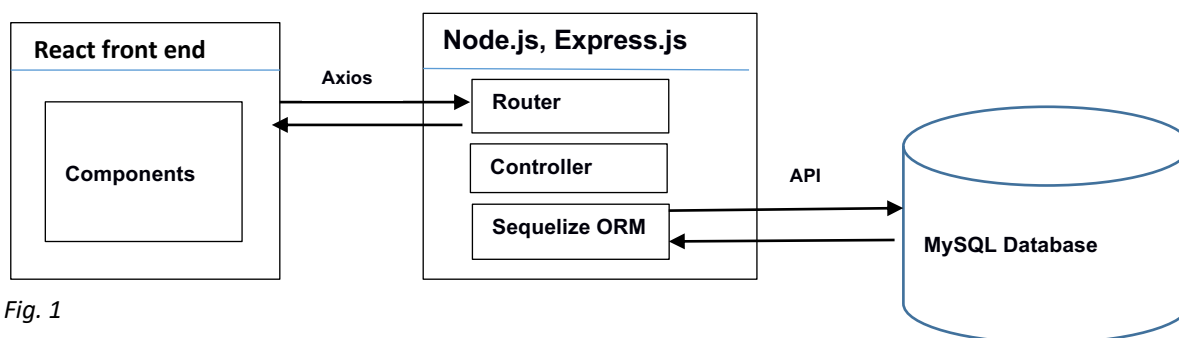 React front end
Components
Axios
Node.js, Express.js
Router
Controller
Sequelize ORM
API
MySQL Database
Fig. 1